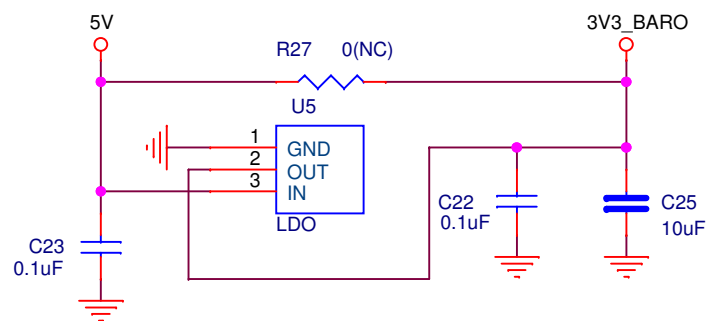 5V
3V3_BARO
R27 0(NC)
U5
1 GND
2 OUT
3 IN
LDO
C23
0.1uF
C22
0.1uF
C25
10uF